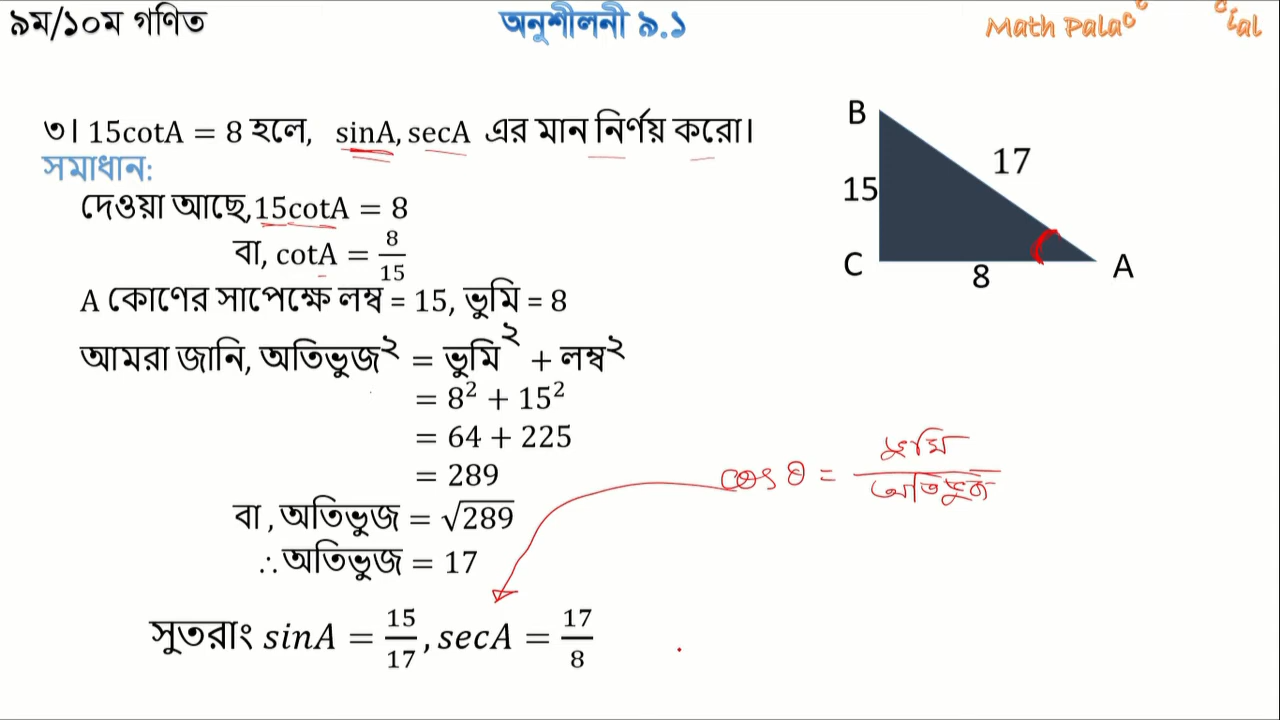 ৯ম/১০ম গণিত
অনুশীলনী ৯.১
Math Pala
ial
৩। 15cotA = 8 হলে, sinA, secA এর মান নির্ণয় করো।
সমাধান:
দেওয়া আছে, 15cotA = 8
বা, cotA = 8/15
A কোণের সাপেক্ষে লম্ব = 15, ভুমি = 8
আমরা জানি, অতিভুজ² = ভুমি² + লম্ব²
= 8² + 15²
= 64 + 225
= 289
বা, অতিভুজ = √289
∴ অতিভুজ = 17
সুতরাং sinA = 15/17, secA = 17/8
B
17
15
C
8
A
cos θ = ভুমি/অতিভুজ